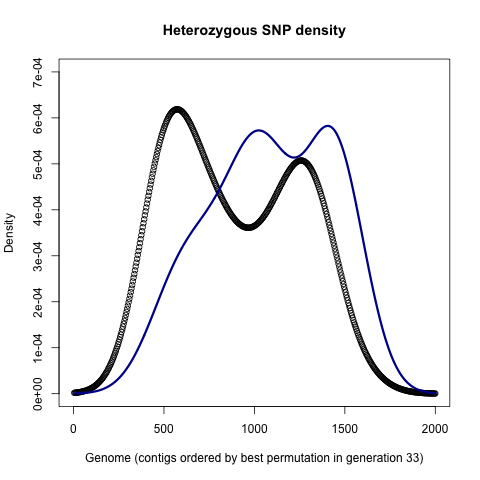 Heterozygous SNP density
Density
7e-04
6e-04
5e-04
4e-04
3e-04
2e-04
1e-04
0e+00
0 500 1000 1500 2000
Genome (contigs ordered by best permutation in generation 33)